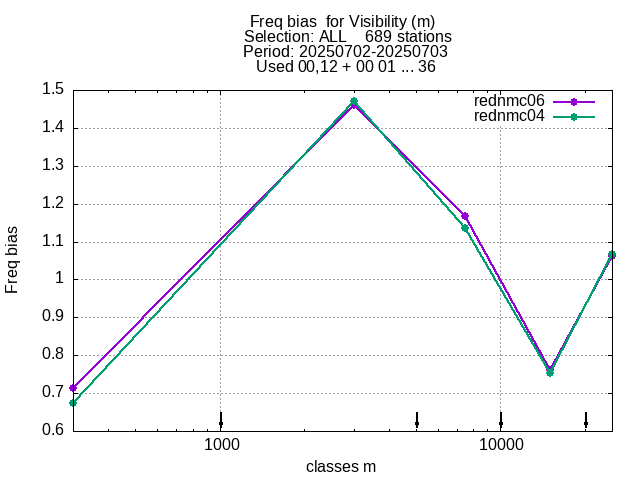 Freq bias  for Visibility (m)
Selection: ALL    689 stations
Period: 20250702-20250703
Used 00,12 + 00 01 ... 36
rednmc06
rednmc04
1.5
1.4
1.3
1.2
1.1
1
0.9
0.8
0.7
0.6
Freq bias
1000
10000
classes m